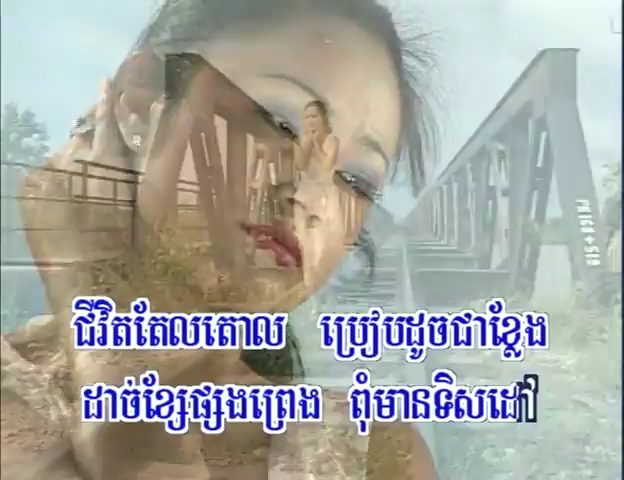 ជីវិតតែលតោល ប្រៀបដូចជាខ្លែង
ដាច់ខ្សែផ្សងព្រេង ពុំមានទិសដៅ